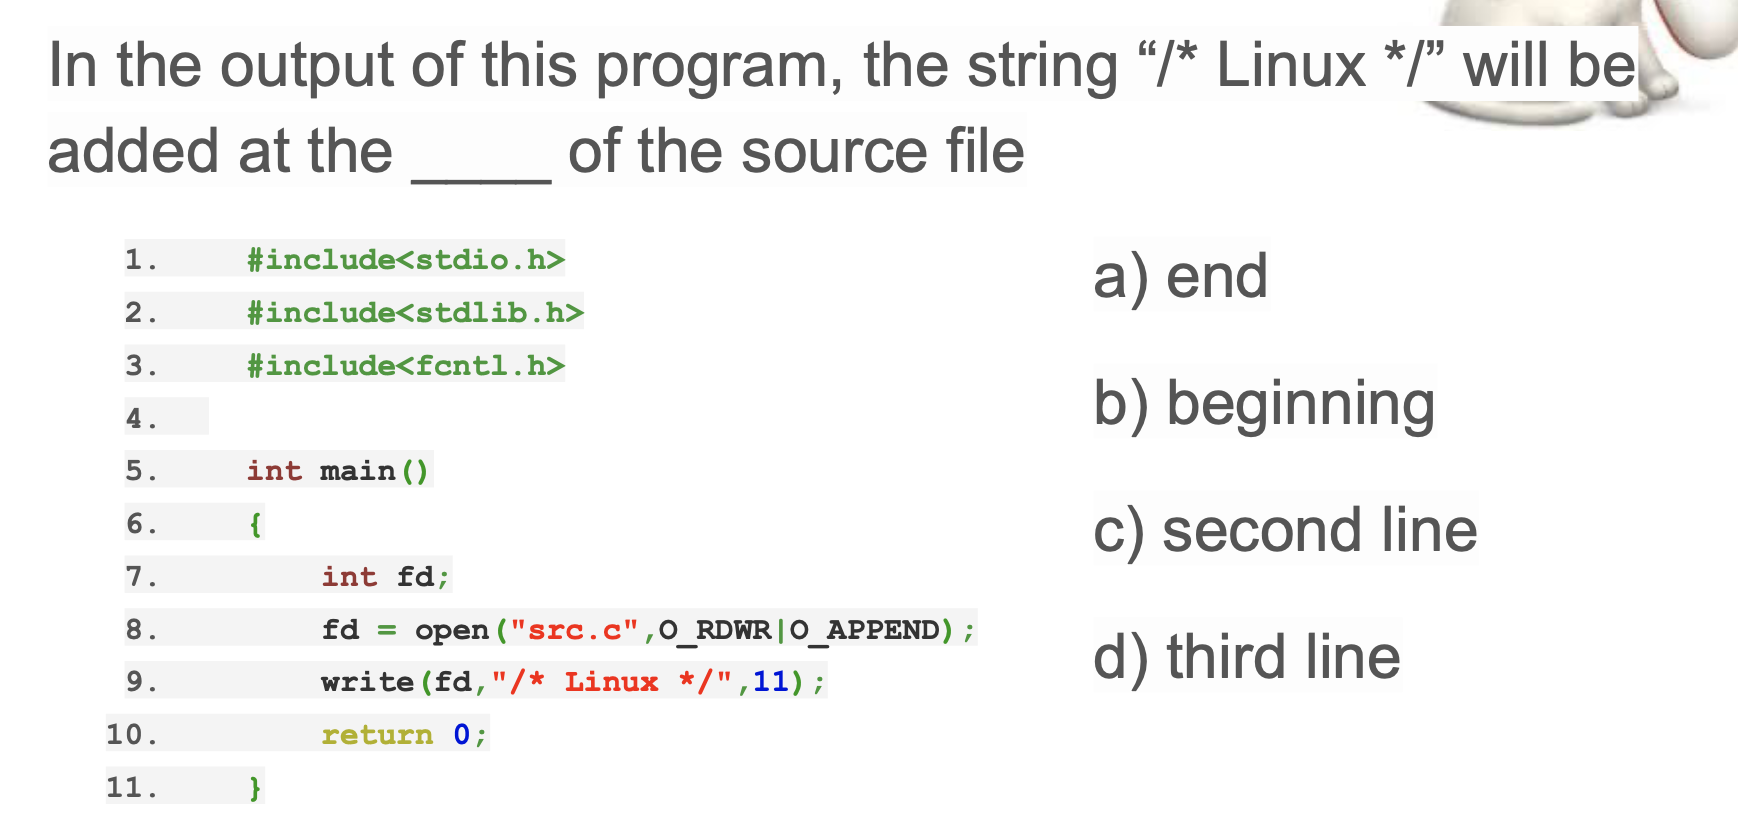 In the output of this program, the string “/* Linux */” will be
added at the ____ of the source file
1. #include<stdio.h>
2. #include<stdlib.h>
3. #include<fcntl.h>
4.
5. int main()
6. {
7. int fd;
8. fd = open("src.c",O_RDWR|O_APPEND);
9. write(fd,"/* Linux */",11);
10. return 0;
11. }
a) end
b) beginning
c) second line
d) third line